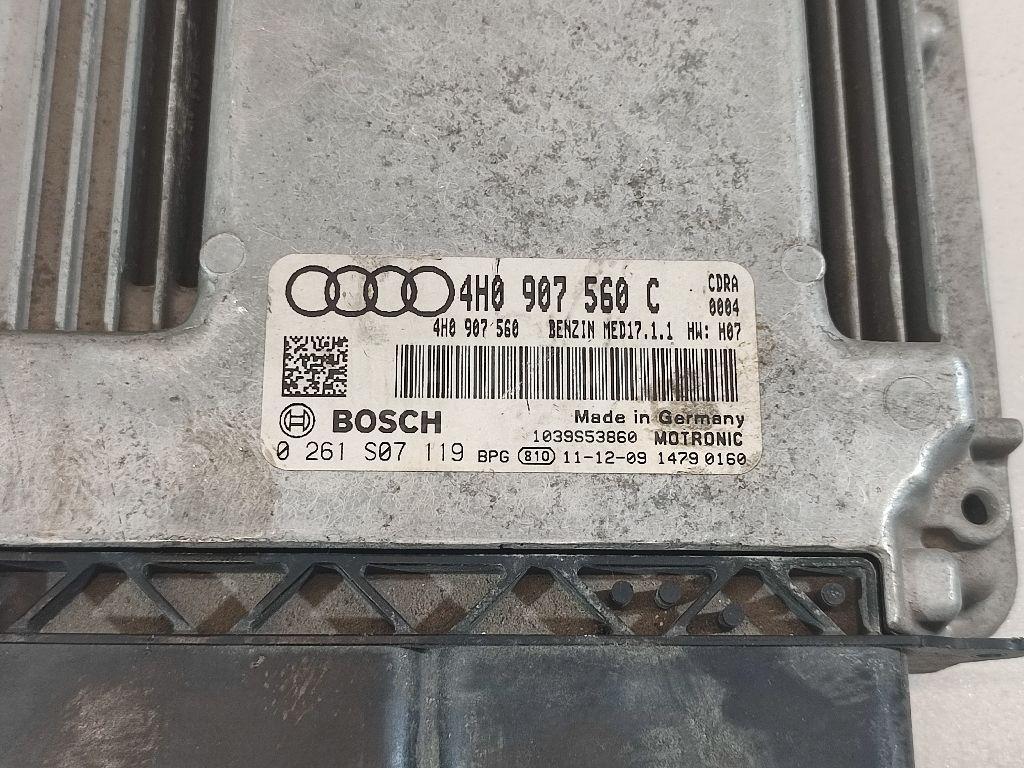 4H0 907 560 C CDRA
0004
4H0 907 560 BENZIN MED17.1.1 HW: H07
BOSCH Made in Germany
1039S53860 MOTRONIC
0 261 S07 119 BPG 810 11-12-09 1479 0160